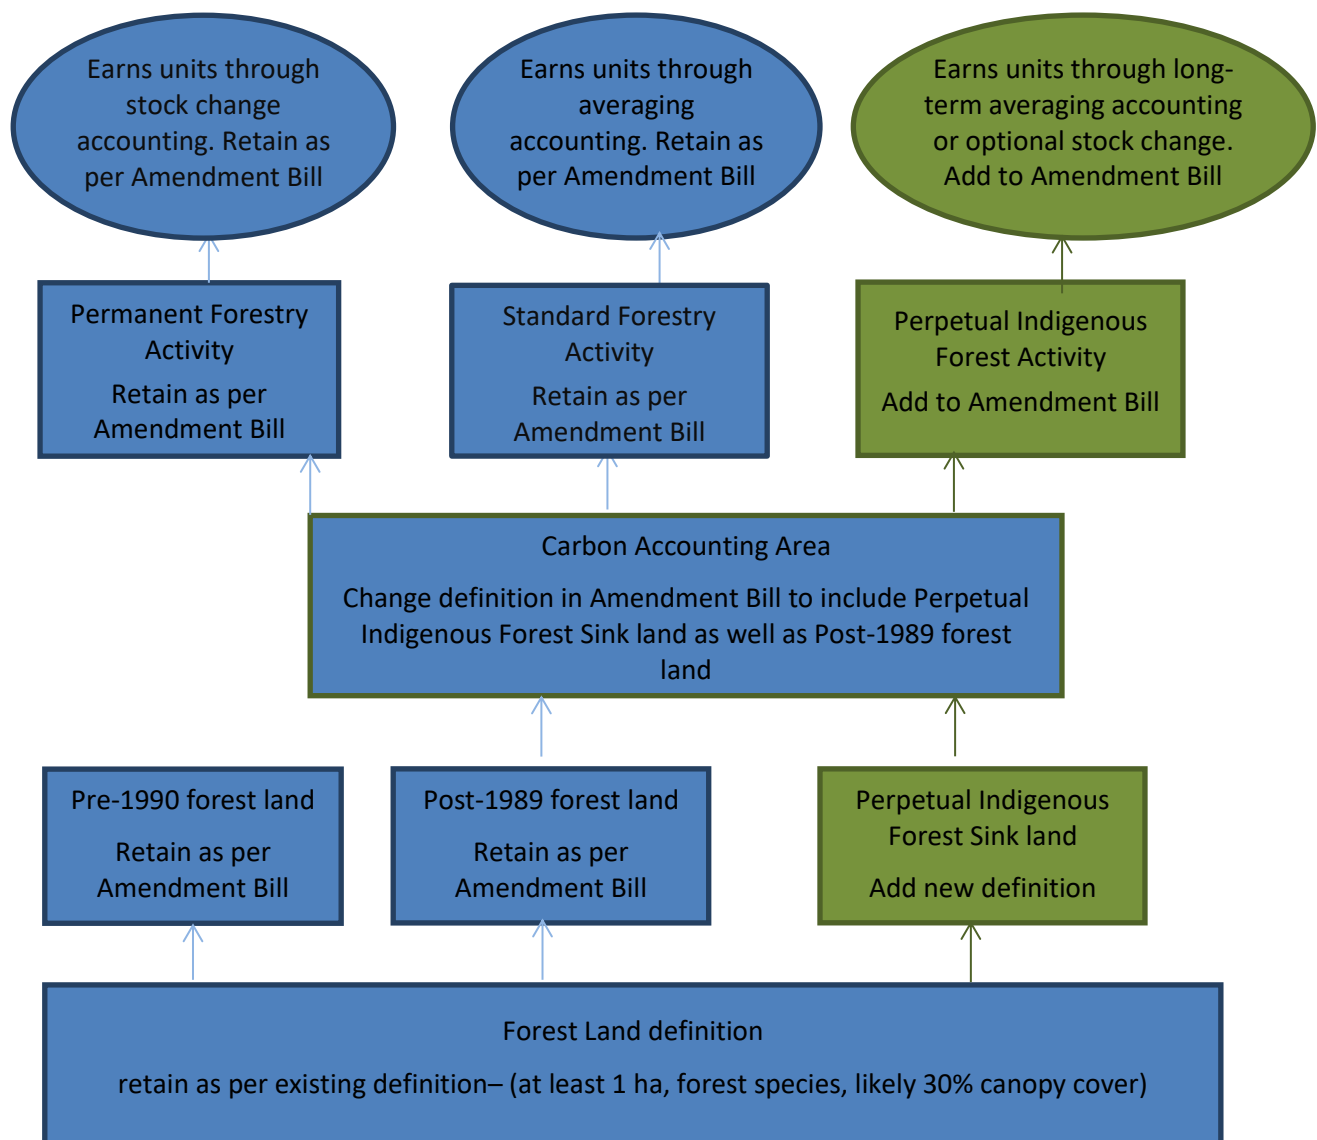 Earns units through
stock change
accounting. Retain as
per Amendment Bill
Earns units through
averaging
accounting. Retain as
per Amendment Bill
Earns units through long-
term averaging accounting
or optional stock change.
Add to Amendment Bill
Permanent Forestry
Activity
Retain as per
Amendment Bill
Standard Forestry
Activity
Retain as per
Amendment Bill
Perpetual Indigenous
Forest Activity
Add to Amendment Bill
Carbon Accounting Area
Change definition in Amendment Bill to include Perpetual
Indigenous Forest Sink land as well as Post-1989 forest
land
Pre-1990 forest land
Retain as per
Amendment Bill
Post-1989 forest land
Retain as per
Amendment Bill
Perpetual Indigenous
Forest Sink land
Add new definition
Forest Land definition
retain as per existing definition– (at least 1 ha, forest species, likely 30% canopy cover)